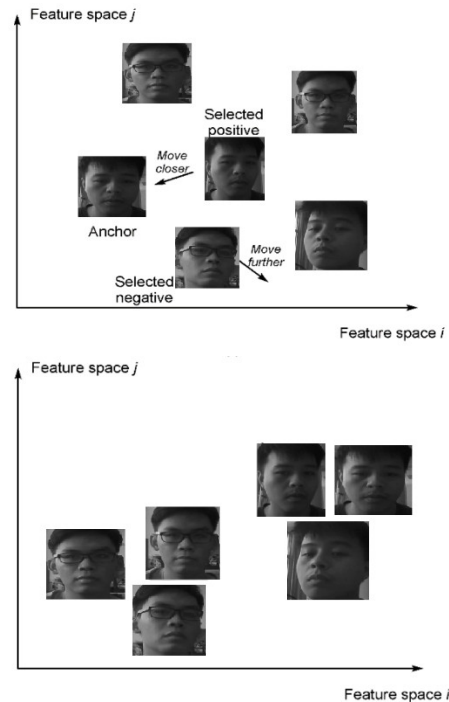 Feature space j
Selected
positive
Move
closer
Anchor
Move
further
Selected
negative
Feature space i
Feature space j
Feature space i